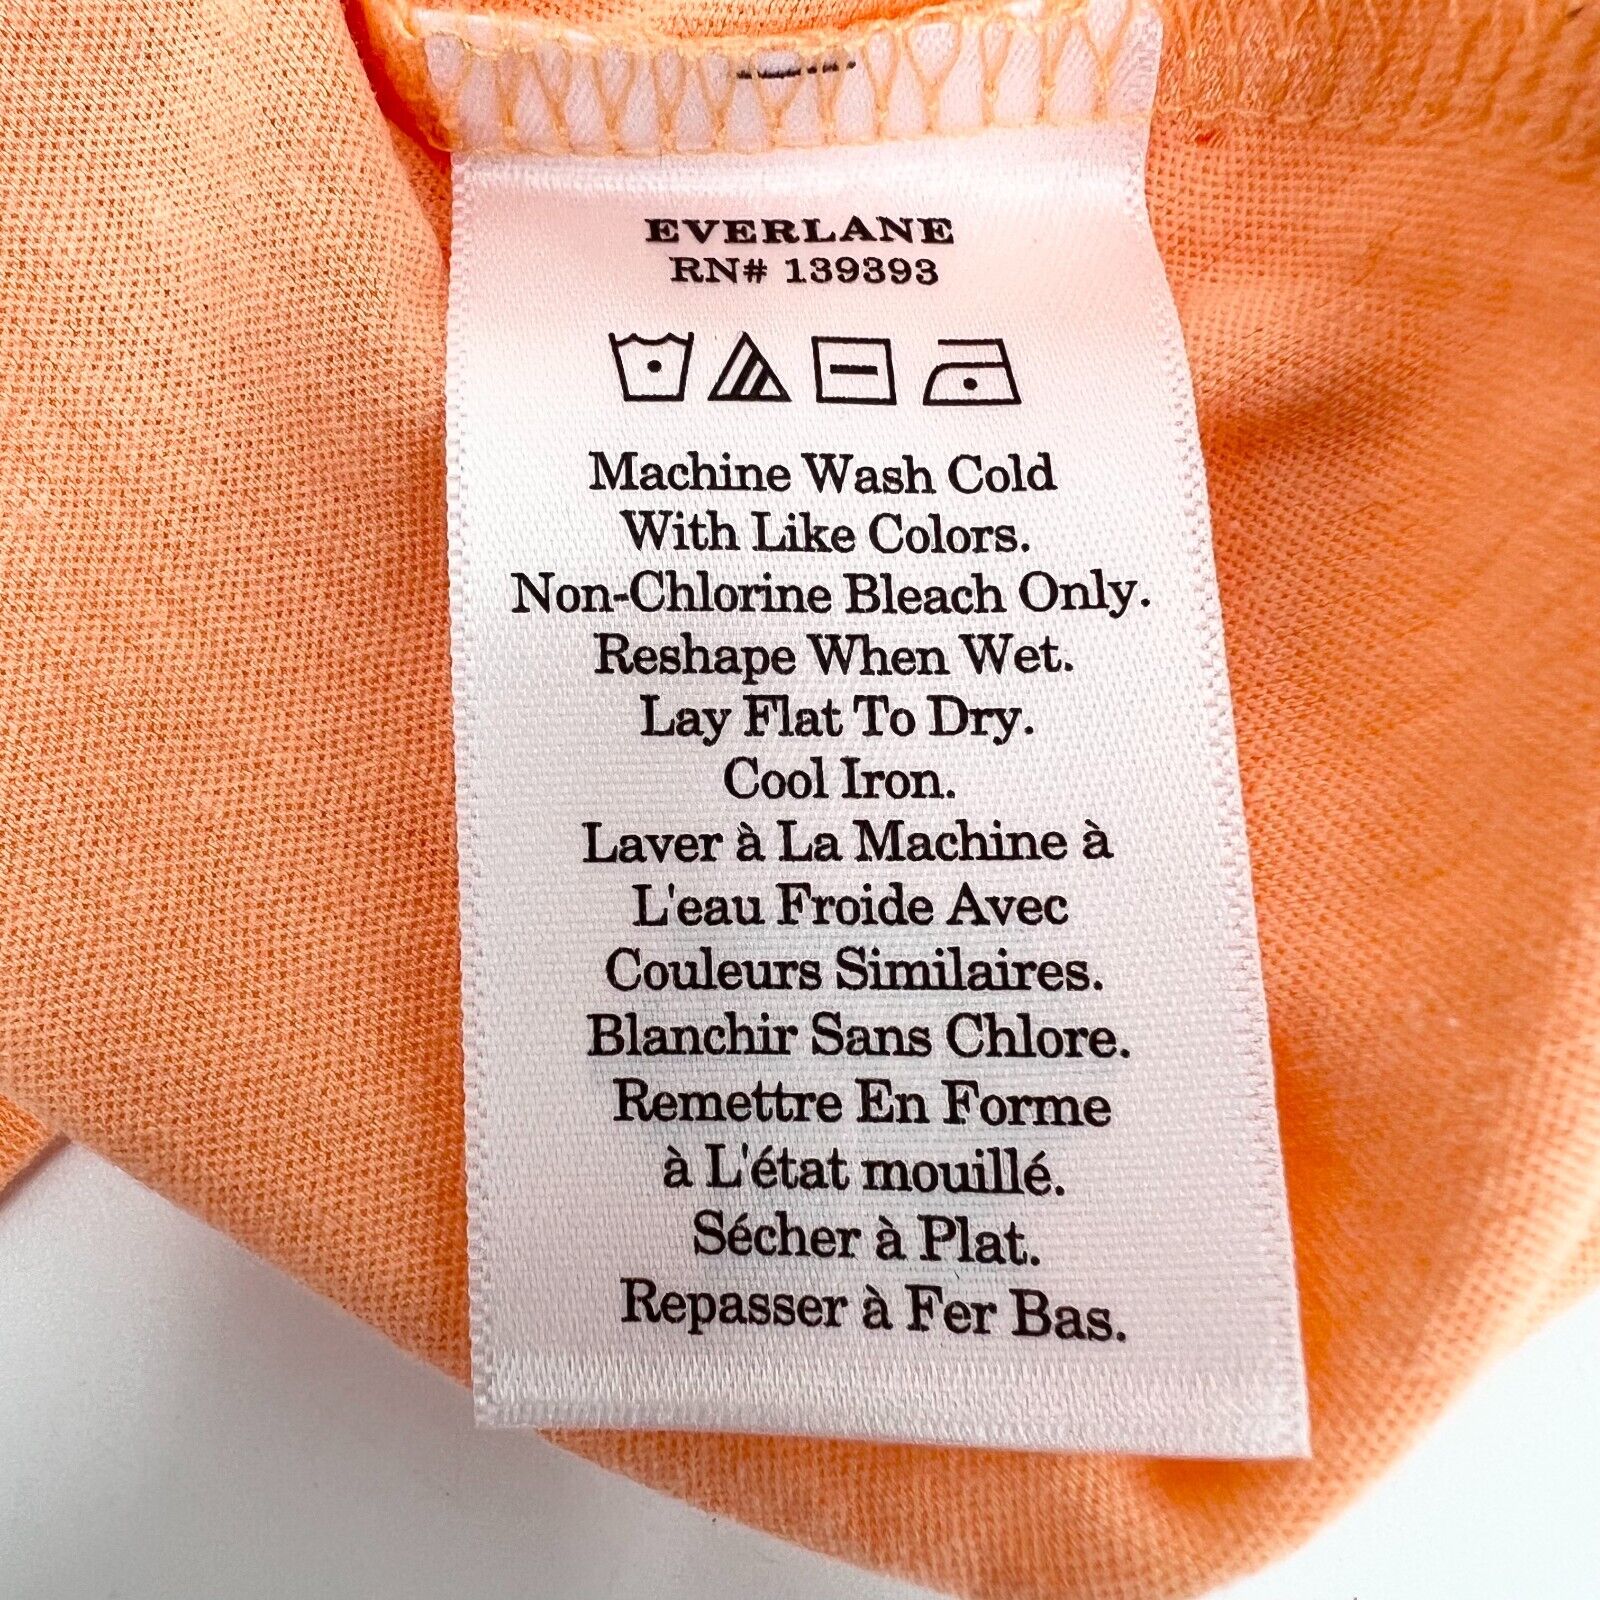 EVERLANE
RN# 139393
Machine Wash Cold
With Like Colors.
Non-Chlorine Bleach Only.
Reshape When Wet.
Lay Flat To Dry.
Cool Iron.
Laver à La Machine à
L'eau Froide Avec
Couleurs Similaires.
Blanchir Sans Chlore.
Remettre En Forme
à L'état mouillé.
Sécher à Plat.
Repasser à Fer Bas.